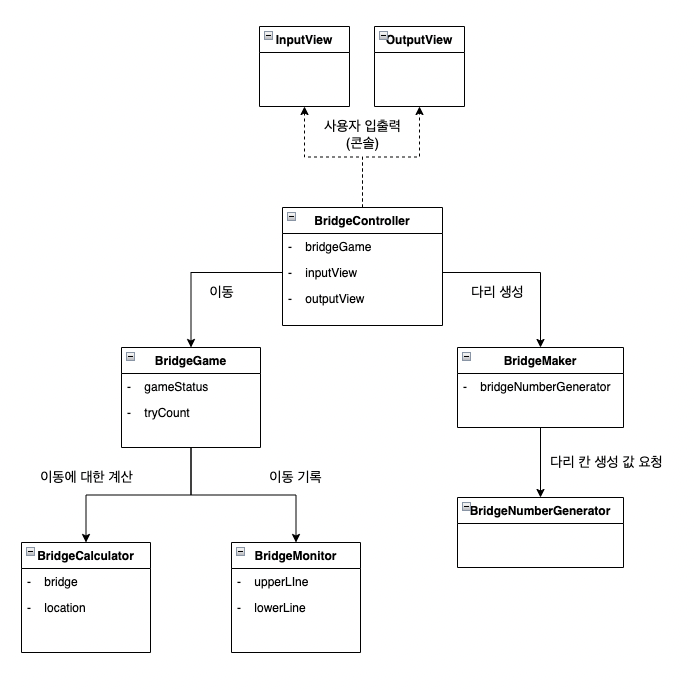 InputView
OutputView
사용자 입출력
(콘솔)
BridgeController
- bridgeGame
- inputView
- outputView
이동
다리 생성
BridgeGame
- gameStatus
- tryCount
BridgeMaker
- bridgeNumberGenerator
이동에 대한 계산
이동 기록
다리 칸 생성 값 요청
BridgeNumberGenerator
BridgeCalculator
- bridge
- location
BridgeMonitor
- upperLIne
- lowerLine